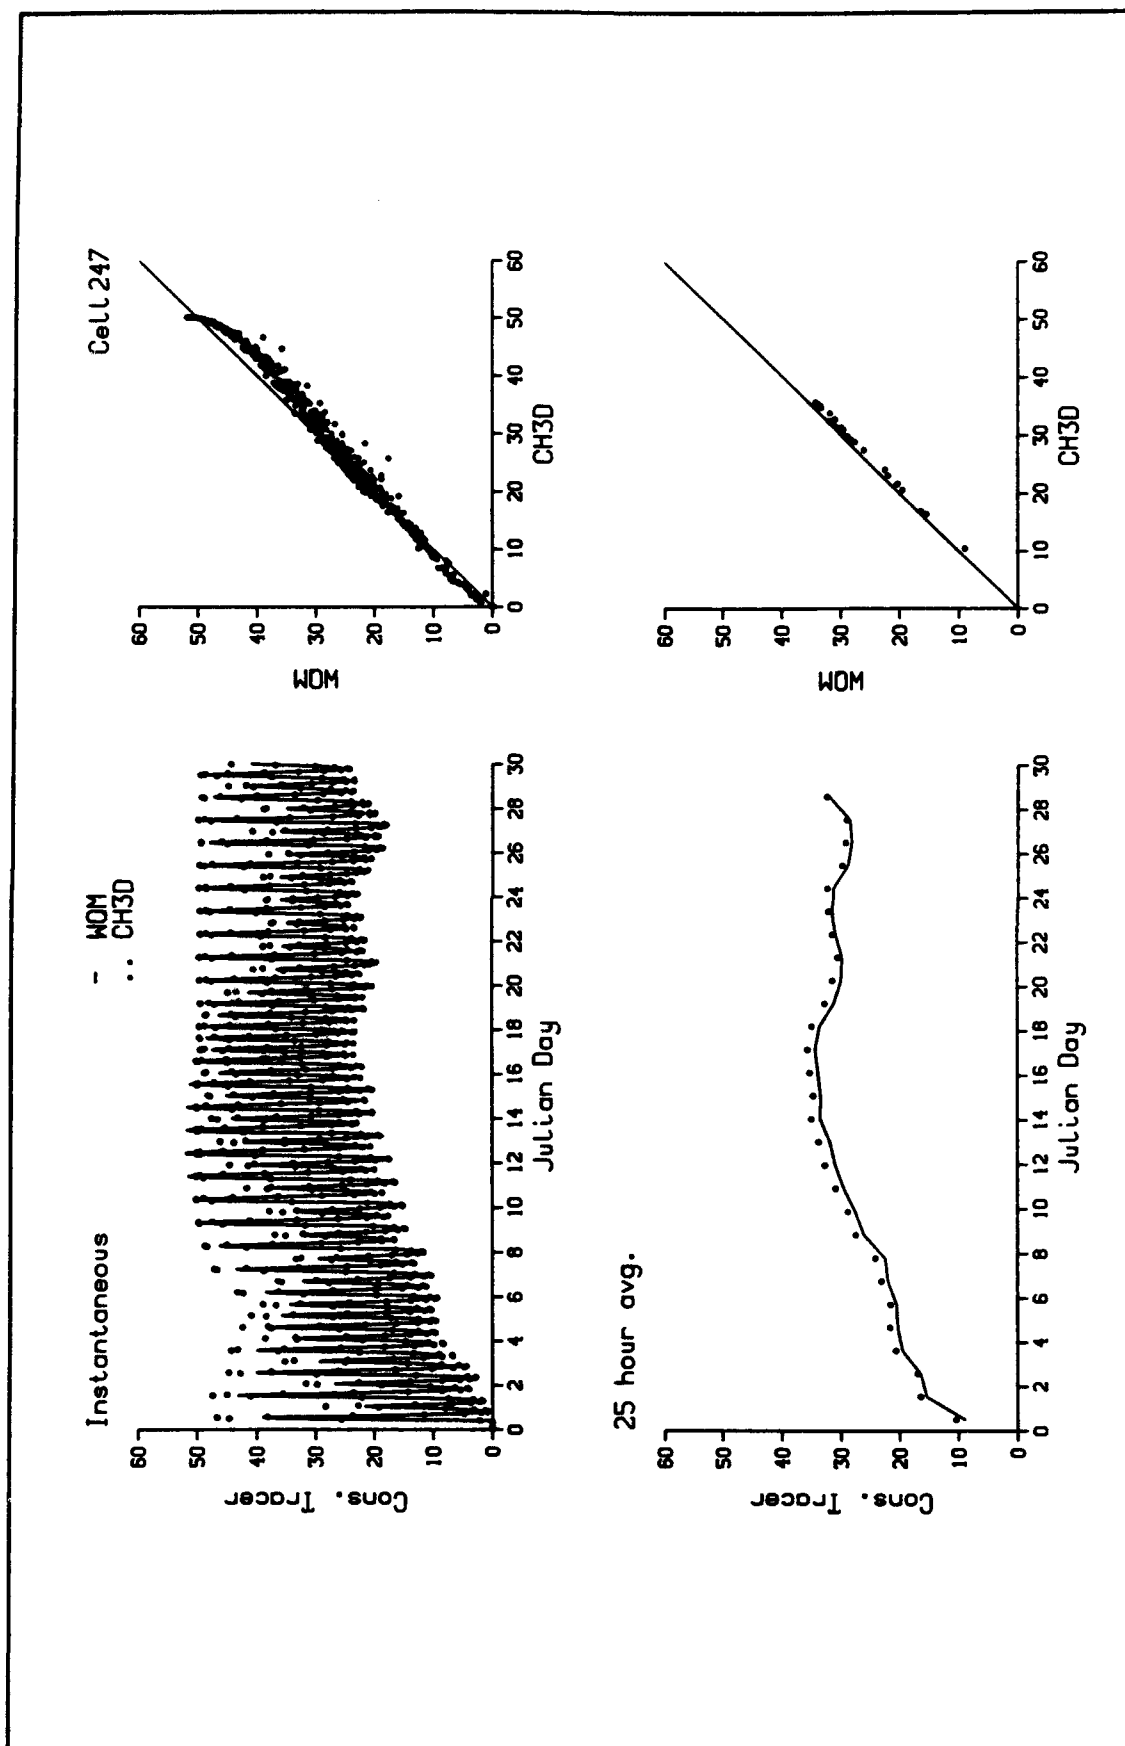 Instantaneous
- WQM
.. CH3D
Cell 247
Cons. Tracer
60
50
40
30
20
10
0
0 2 4 6 8 10 12 14 16 18 20 22 24 26 28 30
Julian Day
WQM
60
50
40
30
20
10
0
0 10 20 30 40 50 60
CH3D
25 hour avg.
Cons. Tracer
60
50
40
30
20
10
0
0 2 4 6 8 10 12 14 16 18 20 22 24 26 28 30
Julian Day
WQM
60
50
40
30
20
10
0
0 10 20 30 40 50 60
CH3D